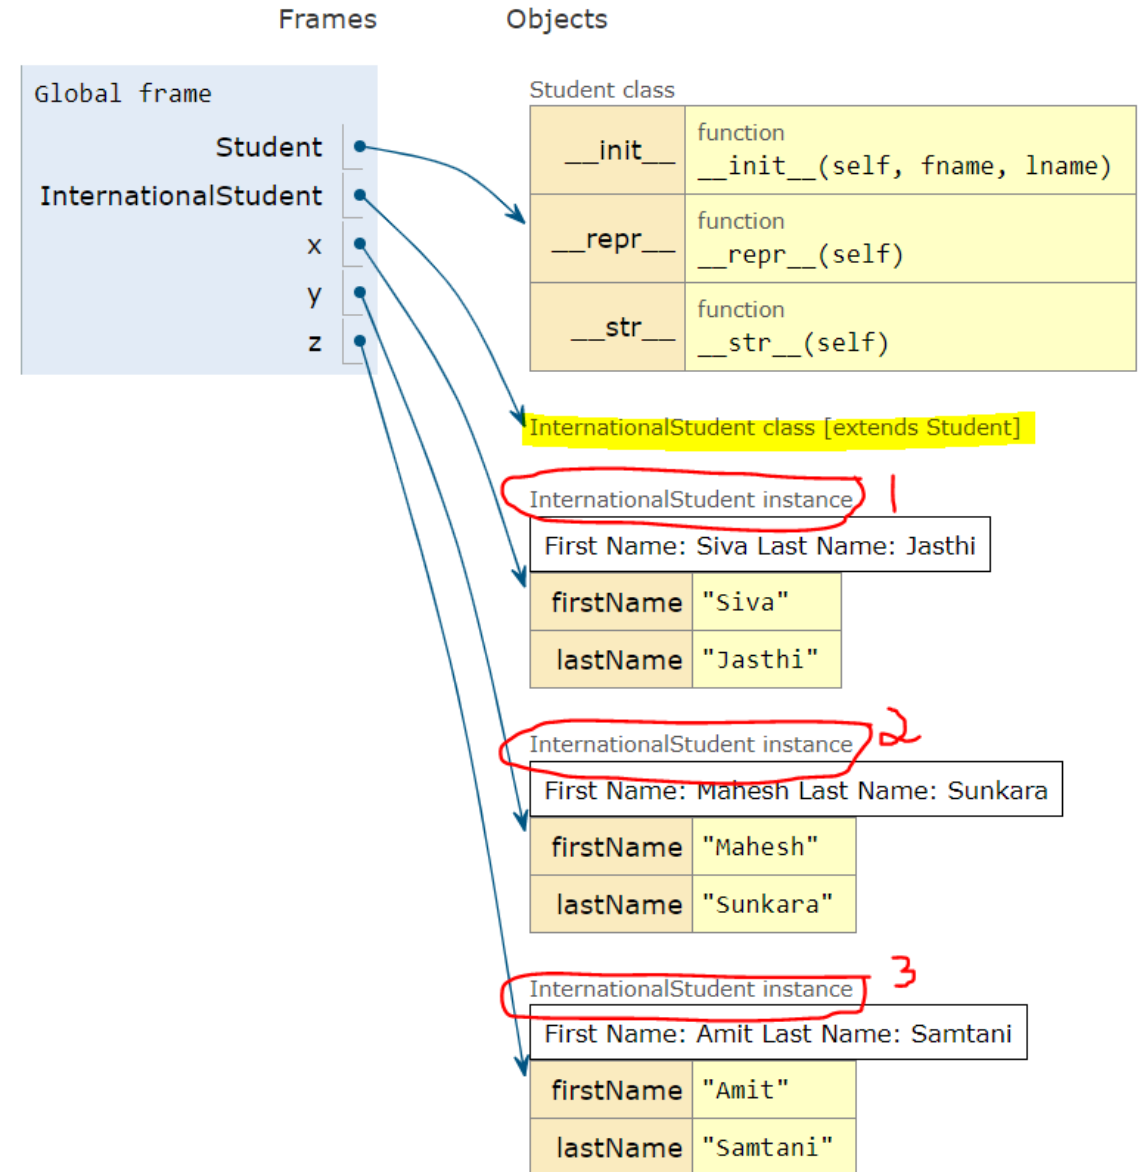 Frames Objects
Global frame
Student
InternationalStudent
x
y
z
Student class
__init__ function
__init__(self, fname, lname)
__repr__ function
__repr__(self)
__str__ function
__str__(self)
InternationalStudent class [extends Student]
InternationalStudent instance 1
First Name: Siva Last Name: Jasthi
firstName "Siva"
lastName "Jasthi"
InternationalStudent instance 2
First Name: Mahesh Last Name: Sunkara
firstName "Mahesh"
lastName "Sunkara"
InternationalStudent instance 3
First Name: Amit Last Name: Samtani
firstName "Amit"
lastName "Samtani"